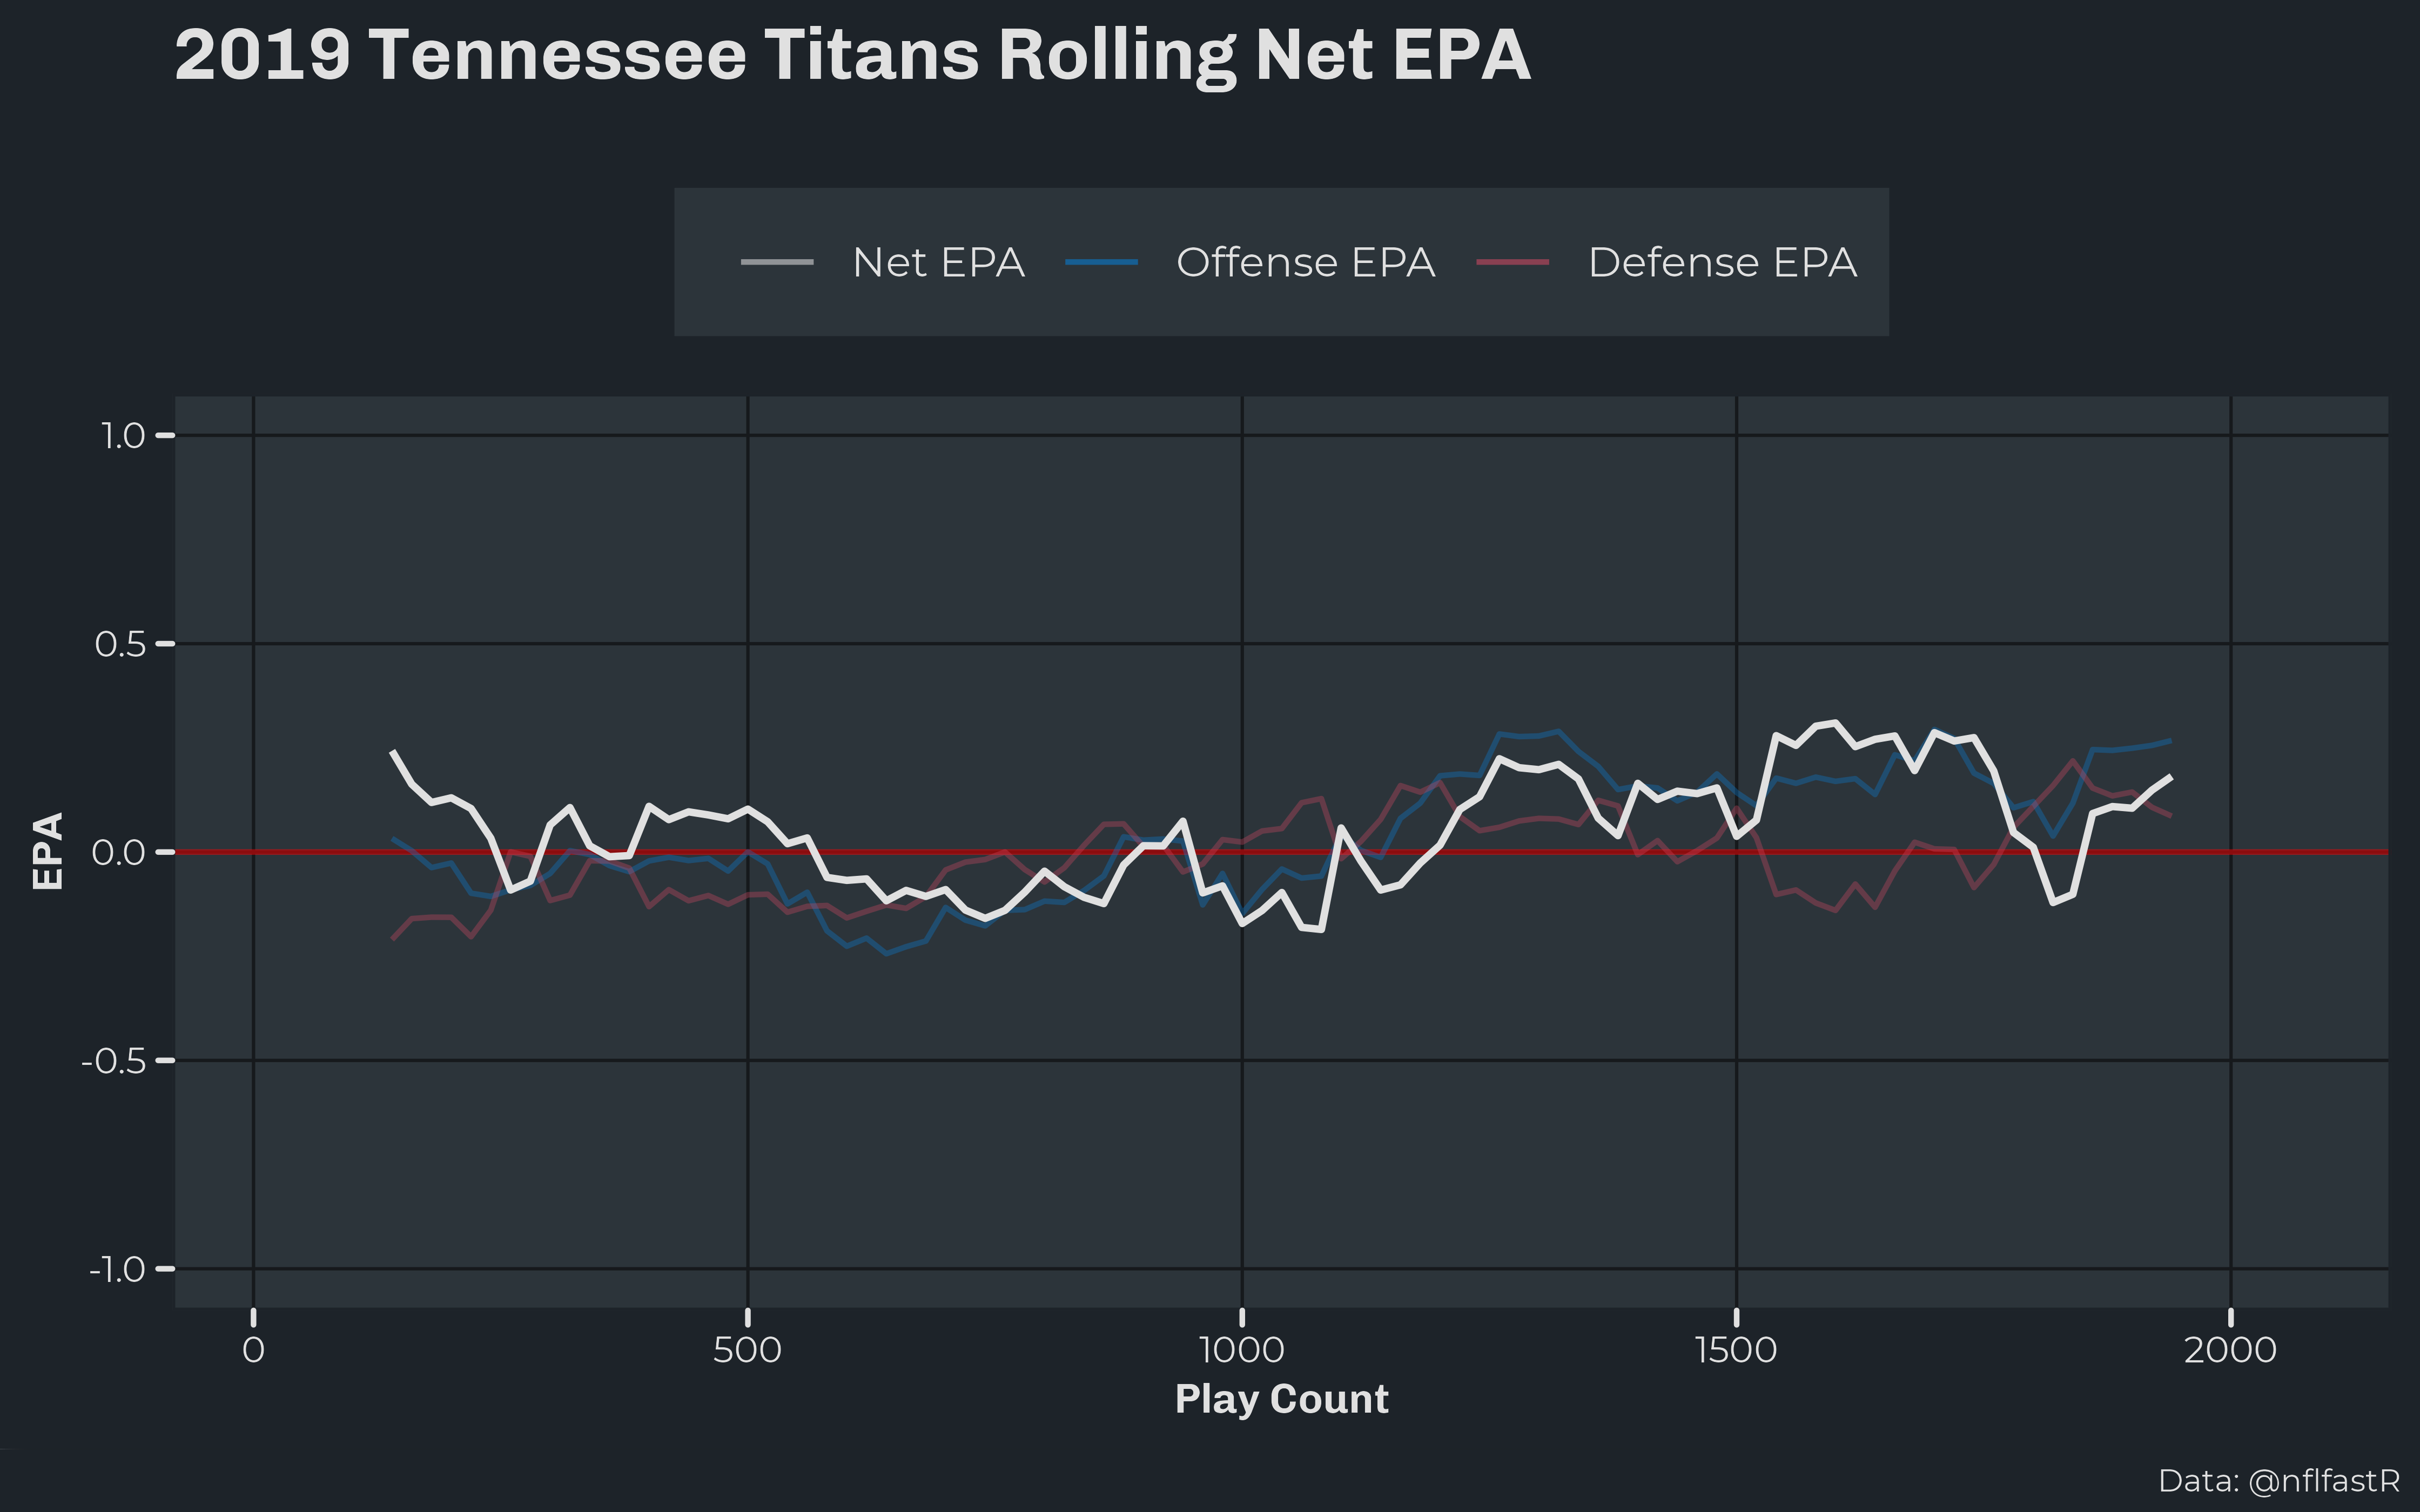 2019 Tennessee Titans Rolling Net EPA
Net EPA Offense EPA Defense EPA
1.0
0.5
0.0
-0.5
-1.0
EPA
0 500 1000 1500 2000
Play Count
Data: @nflfastR